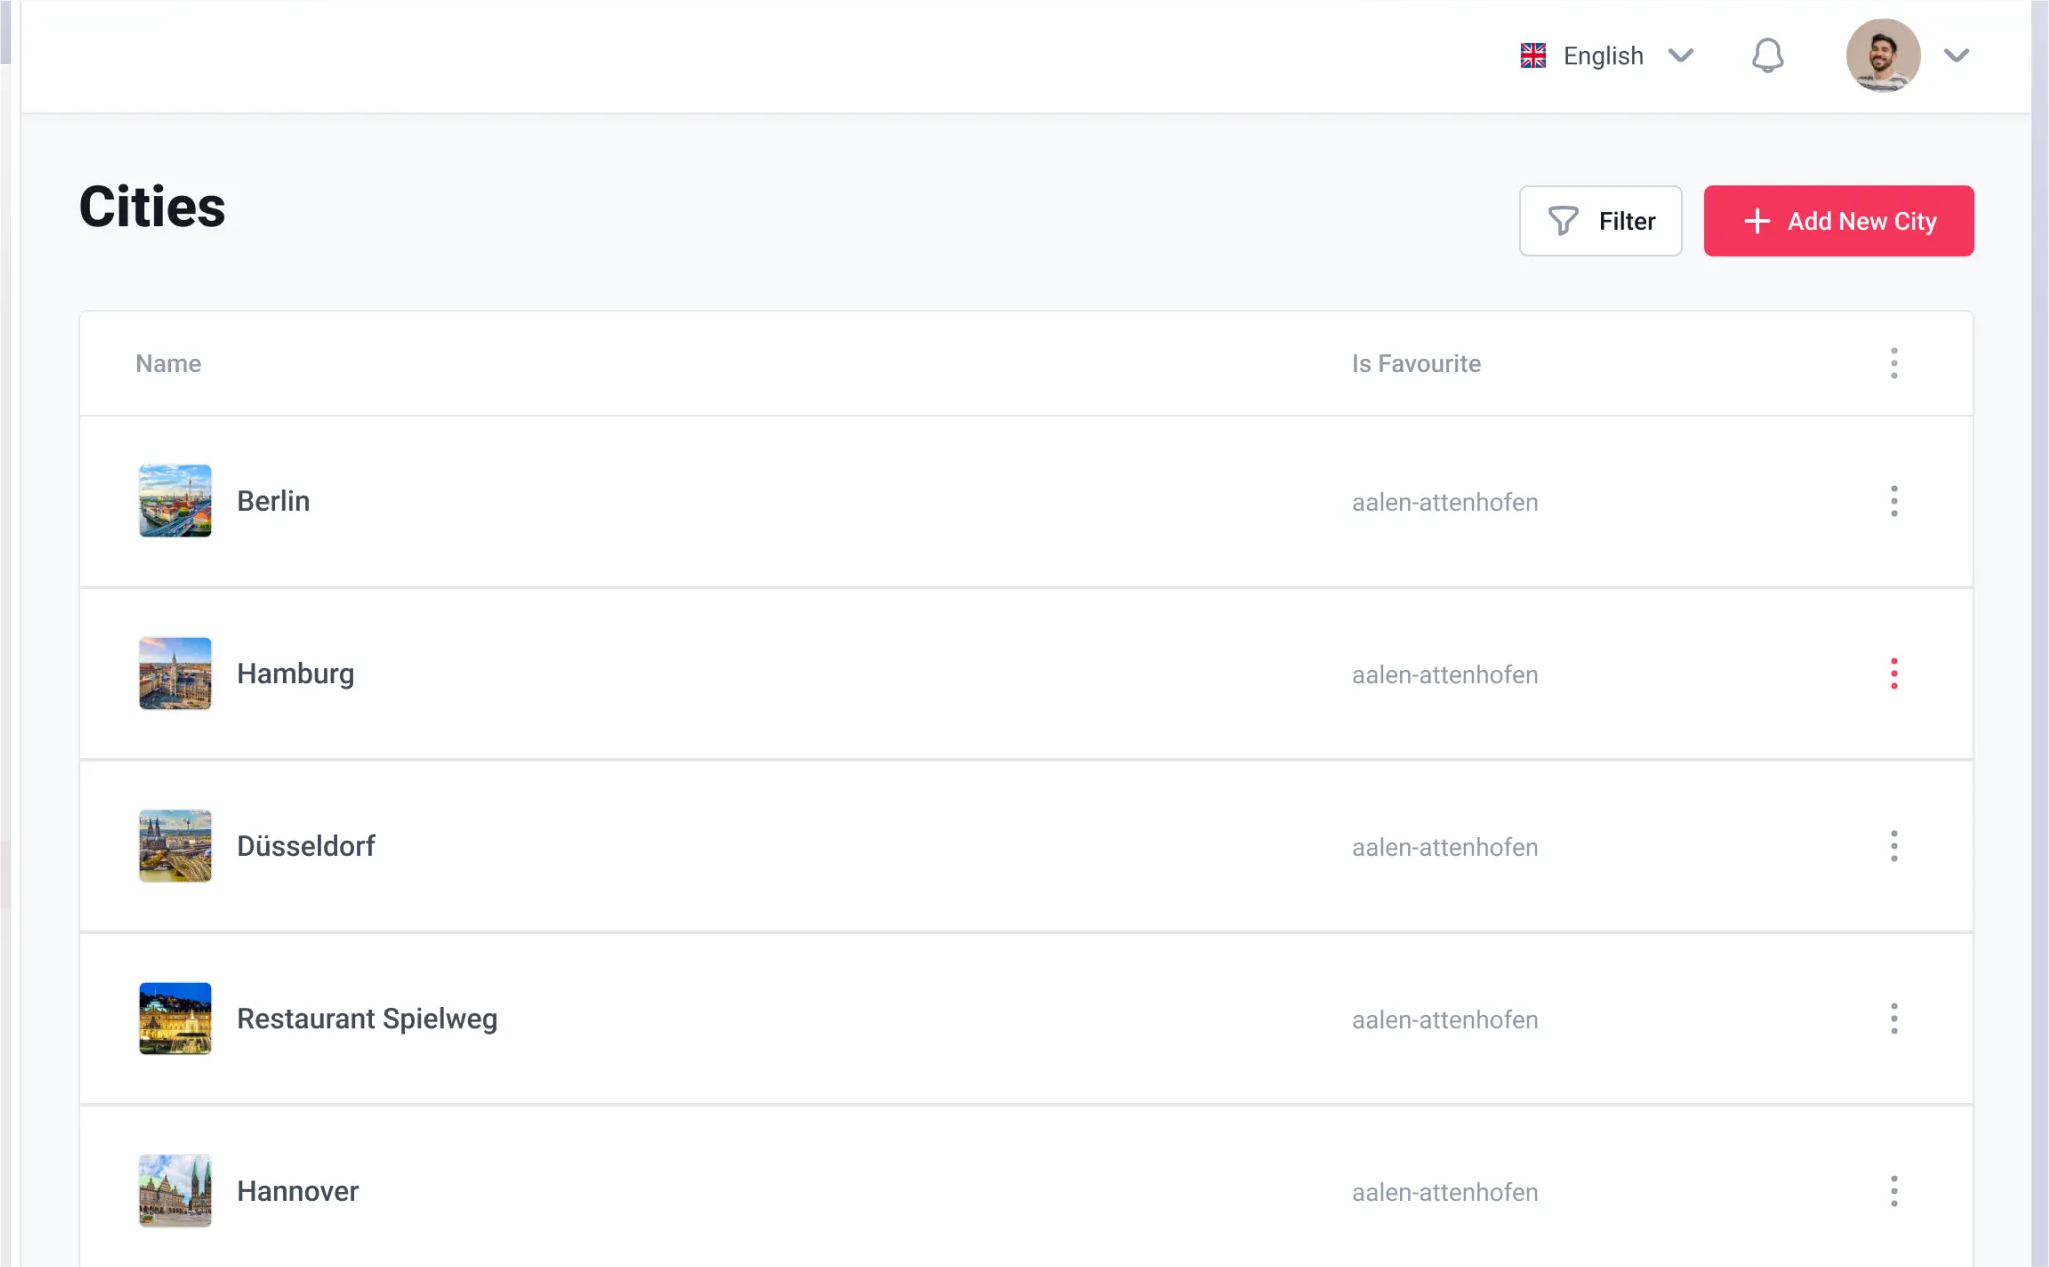 English
Cities
Filter
Add New City
Name Is Favourite
Berlin aalen-attenhofen
Hamburg aalen-attenhofen
Düsseldorf aalen-attenhofen
Restaurant Spielweg aalen-attenhofen
Hannover aalen-attenhofen